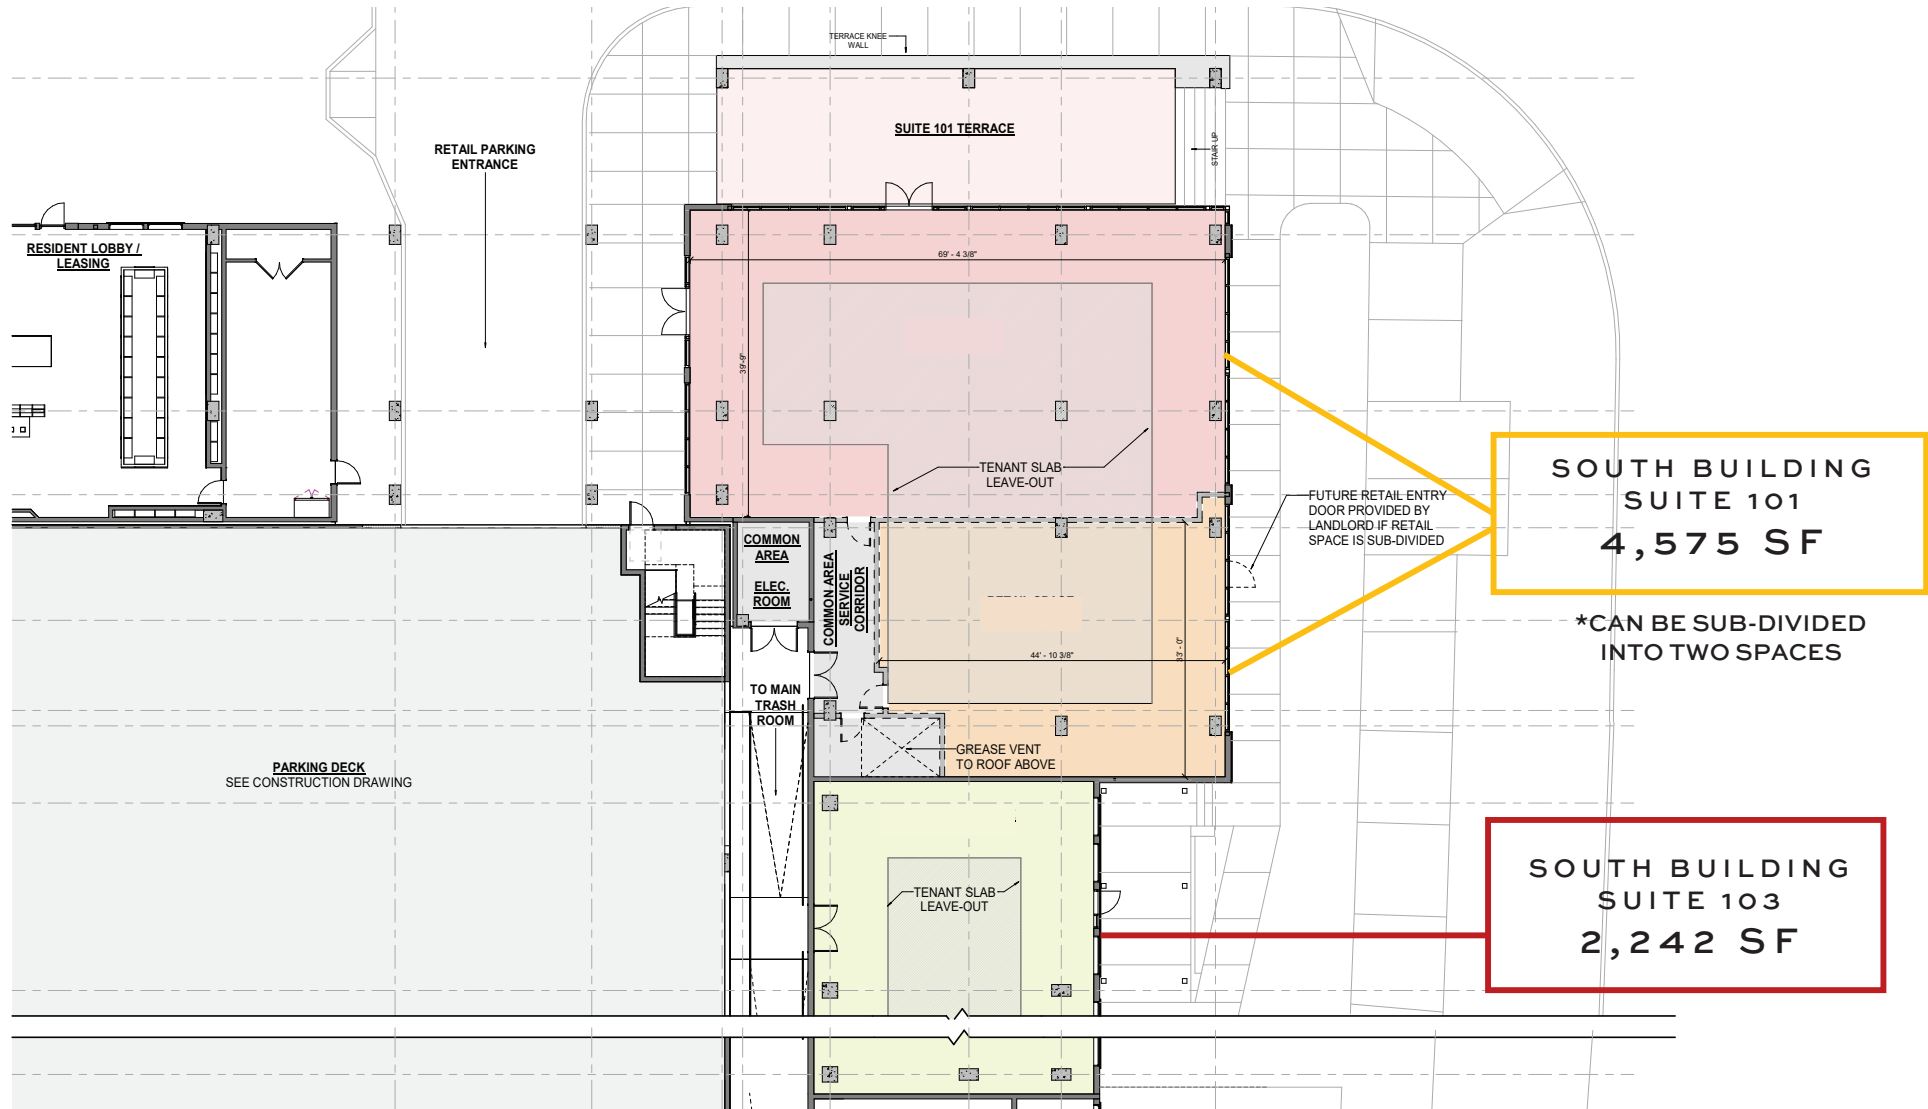 TERRACE KNEE
WALL
SUITE 101 TERRACE
STAIR UP
RETAIL PARKING
ENTRANCE
RESIDENT LOBBY /
LEASING
69' - 4 3/8"
39'-9"
TENANT SLAB
LEAVE-OUT
FUTURE RETAIL ENTRY
DOOR PROVIDED BY
LANDLORD IF RETAIL
SPACE IS SUB-DIVIDED
SOUTH BUILDING
SUITE 101
4,575 SF
*CAN BE SUB-DIVIDED
INTO TWO SPACES
COMMON
AREA
ELEC.
ROOM
COMMON AREA
SERVICE
CORRIDOR
44' - 10 3/8"
33' - 0"
TO MAIN
TRASH
ROOM
GREASE VENT
TO ROOF ABOVE
PARKING DECK
SEE CONSTRUCTION DRAWING
TENANT SLAB
LEAVE-OUT
SOUTH BUILDING
SUITE 103
2,242 SF